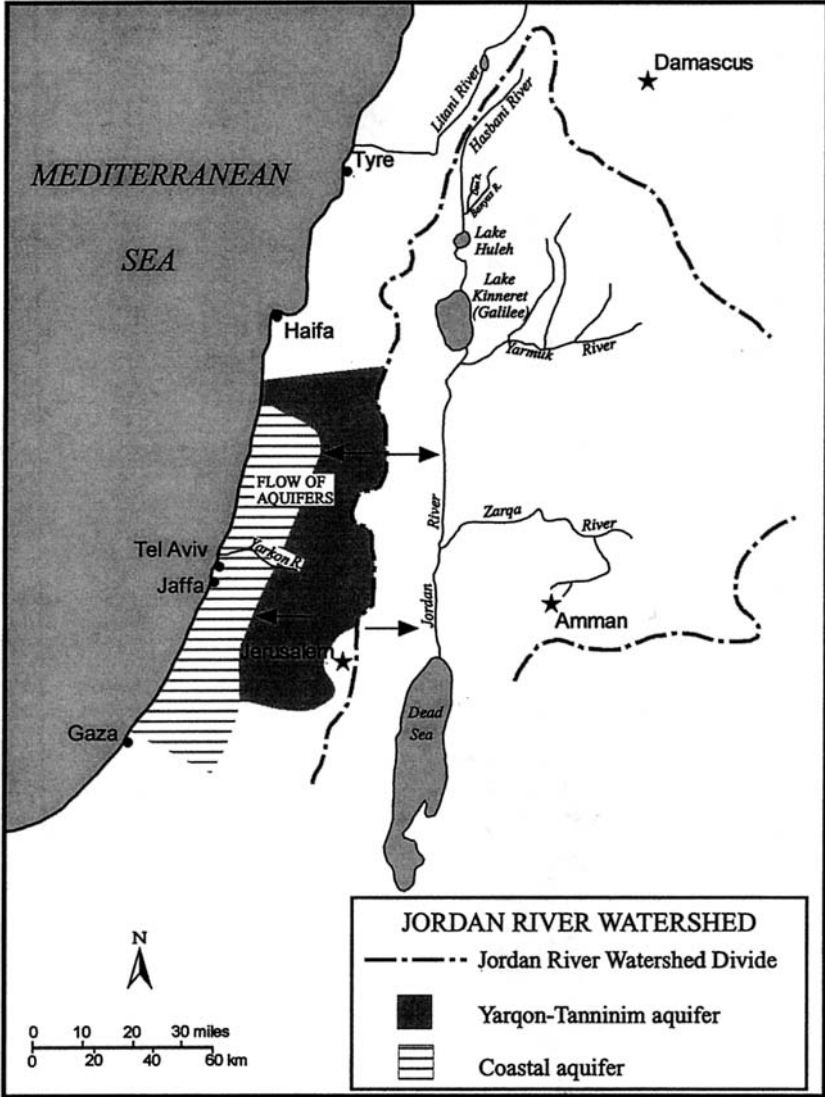 Damascus
Litani River
Hasbani River
Tyre
MEDITERRANEAN
SEA
Dan R.
Banyas R.
Lake
Huleh
Lake
Kinneret
(Galilee)
Haifa
Yarmuk River
FLOW OF
AQUIFERS
Zarqa River
Jordan River
Tel Aviv
Yarkon R.
Jaffa
Amman
Jerusalem
Dead
Sea
Gaza
N
0 10 20 30 miles
0 20 40 60 km
JORDAN RIVER WATERSHED
Jordan River Watershed Divide
Yarqon-Tanninim aquifer
Coastal aquifer